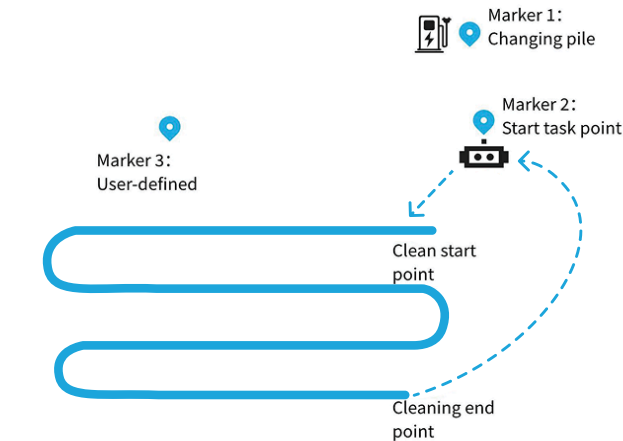 Marker 1：
Changing pile
Marker 2：
Start task point
Marker 3：
User-defined
Clean start
point
Cleaning end
point